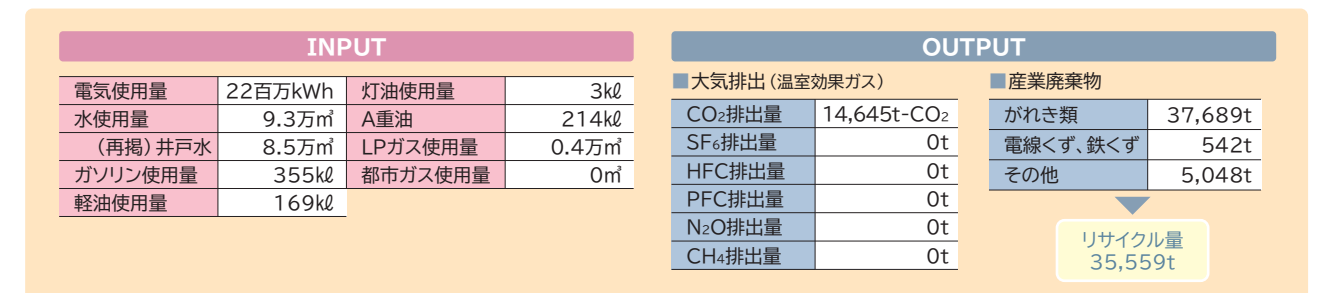 INPUT
電気使用量 22百万kWh 灯油使用量 3kℓ
水使用量 9.3万㎥ A重油 214kℓ
(再掲)井戸水 8.5万㎥ LPガス使用量 0.4万㎥
ガソリン使用量 355kℓ 都市ガス使用量 0㎥
軽油使用量 169kℓ
OUTPUT
■大気排出(温室効果ガス)
CO₂排出量 14,645t-CO₂
SF₆排出量 0t
HFC排出量 0t
PFC排出量 0t
N₂O排出量 0t
CH₄排出量 0t
■産業廃棄物
がれき類 37,689t
電線くず、鉄くず 542t
その他 5,048t
リサイクル量
35,559t